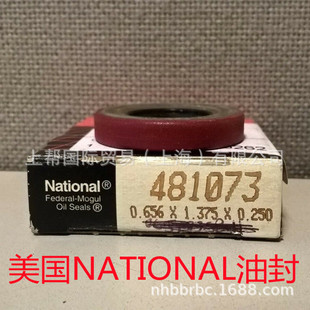 上帮国际贸易（上海）有限公司
262
National®
Federal-Mogul
Oil Seals®
481073
0.656 X 1.375 X 0.250
美国NATIONAL油封
nhbbrbc.1688.com